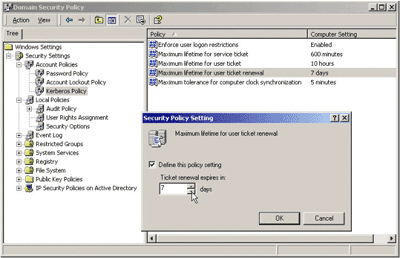 Domain Security Policy
Action View
Tree
Policy Computer Setting
Windows Settings
Security Settings
Account Policies
Password Policy
Account Lockout Policy
Kerberos Policy
Local Policies
Audit Policy
User Rights Assignment
Security Options
Event Log
Restricted Groups
System Services
Registry
File System
Public Key Policies
IP Security Policies on Active Directory
Enforce user logon restrictions Enabled
Maximum lifetime for service ticket 600 minutes
Maximum lifetime for user ticket 10 hours
Maximum lifetime for user ticket renewal 7 days
Maximum tolerance for computer clock synchronization 5 minutes
Security Policy Setting
Maximum lifetime for user ticket renewal
Define this policy setting
Ticket renewal expires in:
7 days
OK Cancel